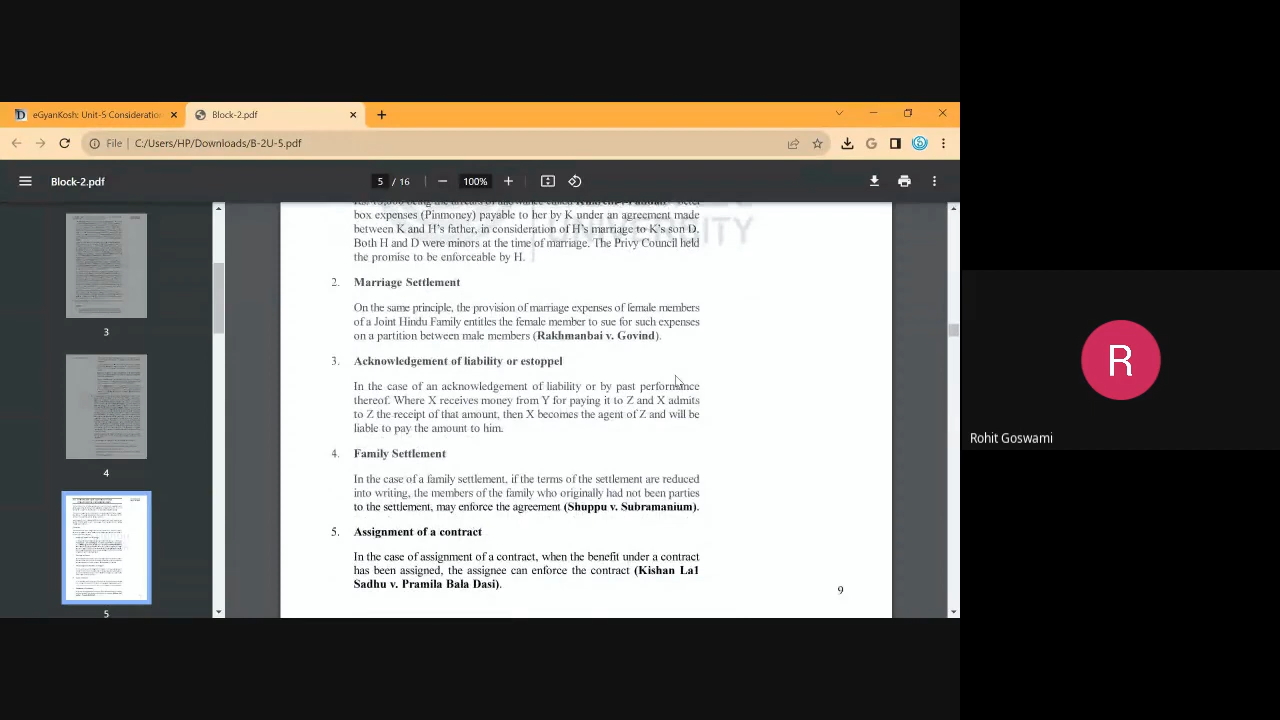 eGyanKosh: Unit-5 Consideration
Block-2.pdf
File
C:/Users/HP/Downloads/B-2U-5.pdf
Block-2.pdf
5 / 16
100%
3
4
5
box expenses (Pinmoney) payable to her by K under an agreement made
between K and H's father, in consideration of H's marriage to K's son D.
Both H and D were minors at the time of marriage. The Privy Council held
the promise to be enforceable by H.
2. Marriage Settlement
On the same principle, the provision of marriage expenses of female members
of a Joint Hindu Family entitles the female member to sue for such expenses
on a partition between male members (Rakhmanbai v. Govind).
3. Acknowledgement of liability or estoppel
In the case of an acknowledgement of liability or by past performance
thereof. Where X receives money from Y for paying it to Z and X admits
to Z the receipt of that amount, then X becomes the agent of Z and will be
liable to pay the amount to him.
4. Family Settlement
In the case of a family settlement, if the terms of the settlement are reduced
into writing, the members of the family who originally had not been parties
to the settlement, may enforce the agreement (Shuppu v. Subramanium).
5. Assignment of a contract
In the case of assignment of a contract, when the benefit under a contract
has been assigned, the assignee can enforce the contract (Kishan La1
Sadhu v. Pramila Bala Dasi).
9
R
Rohit Goswami